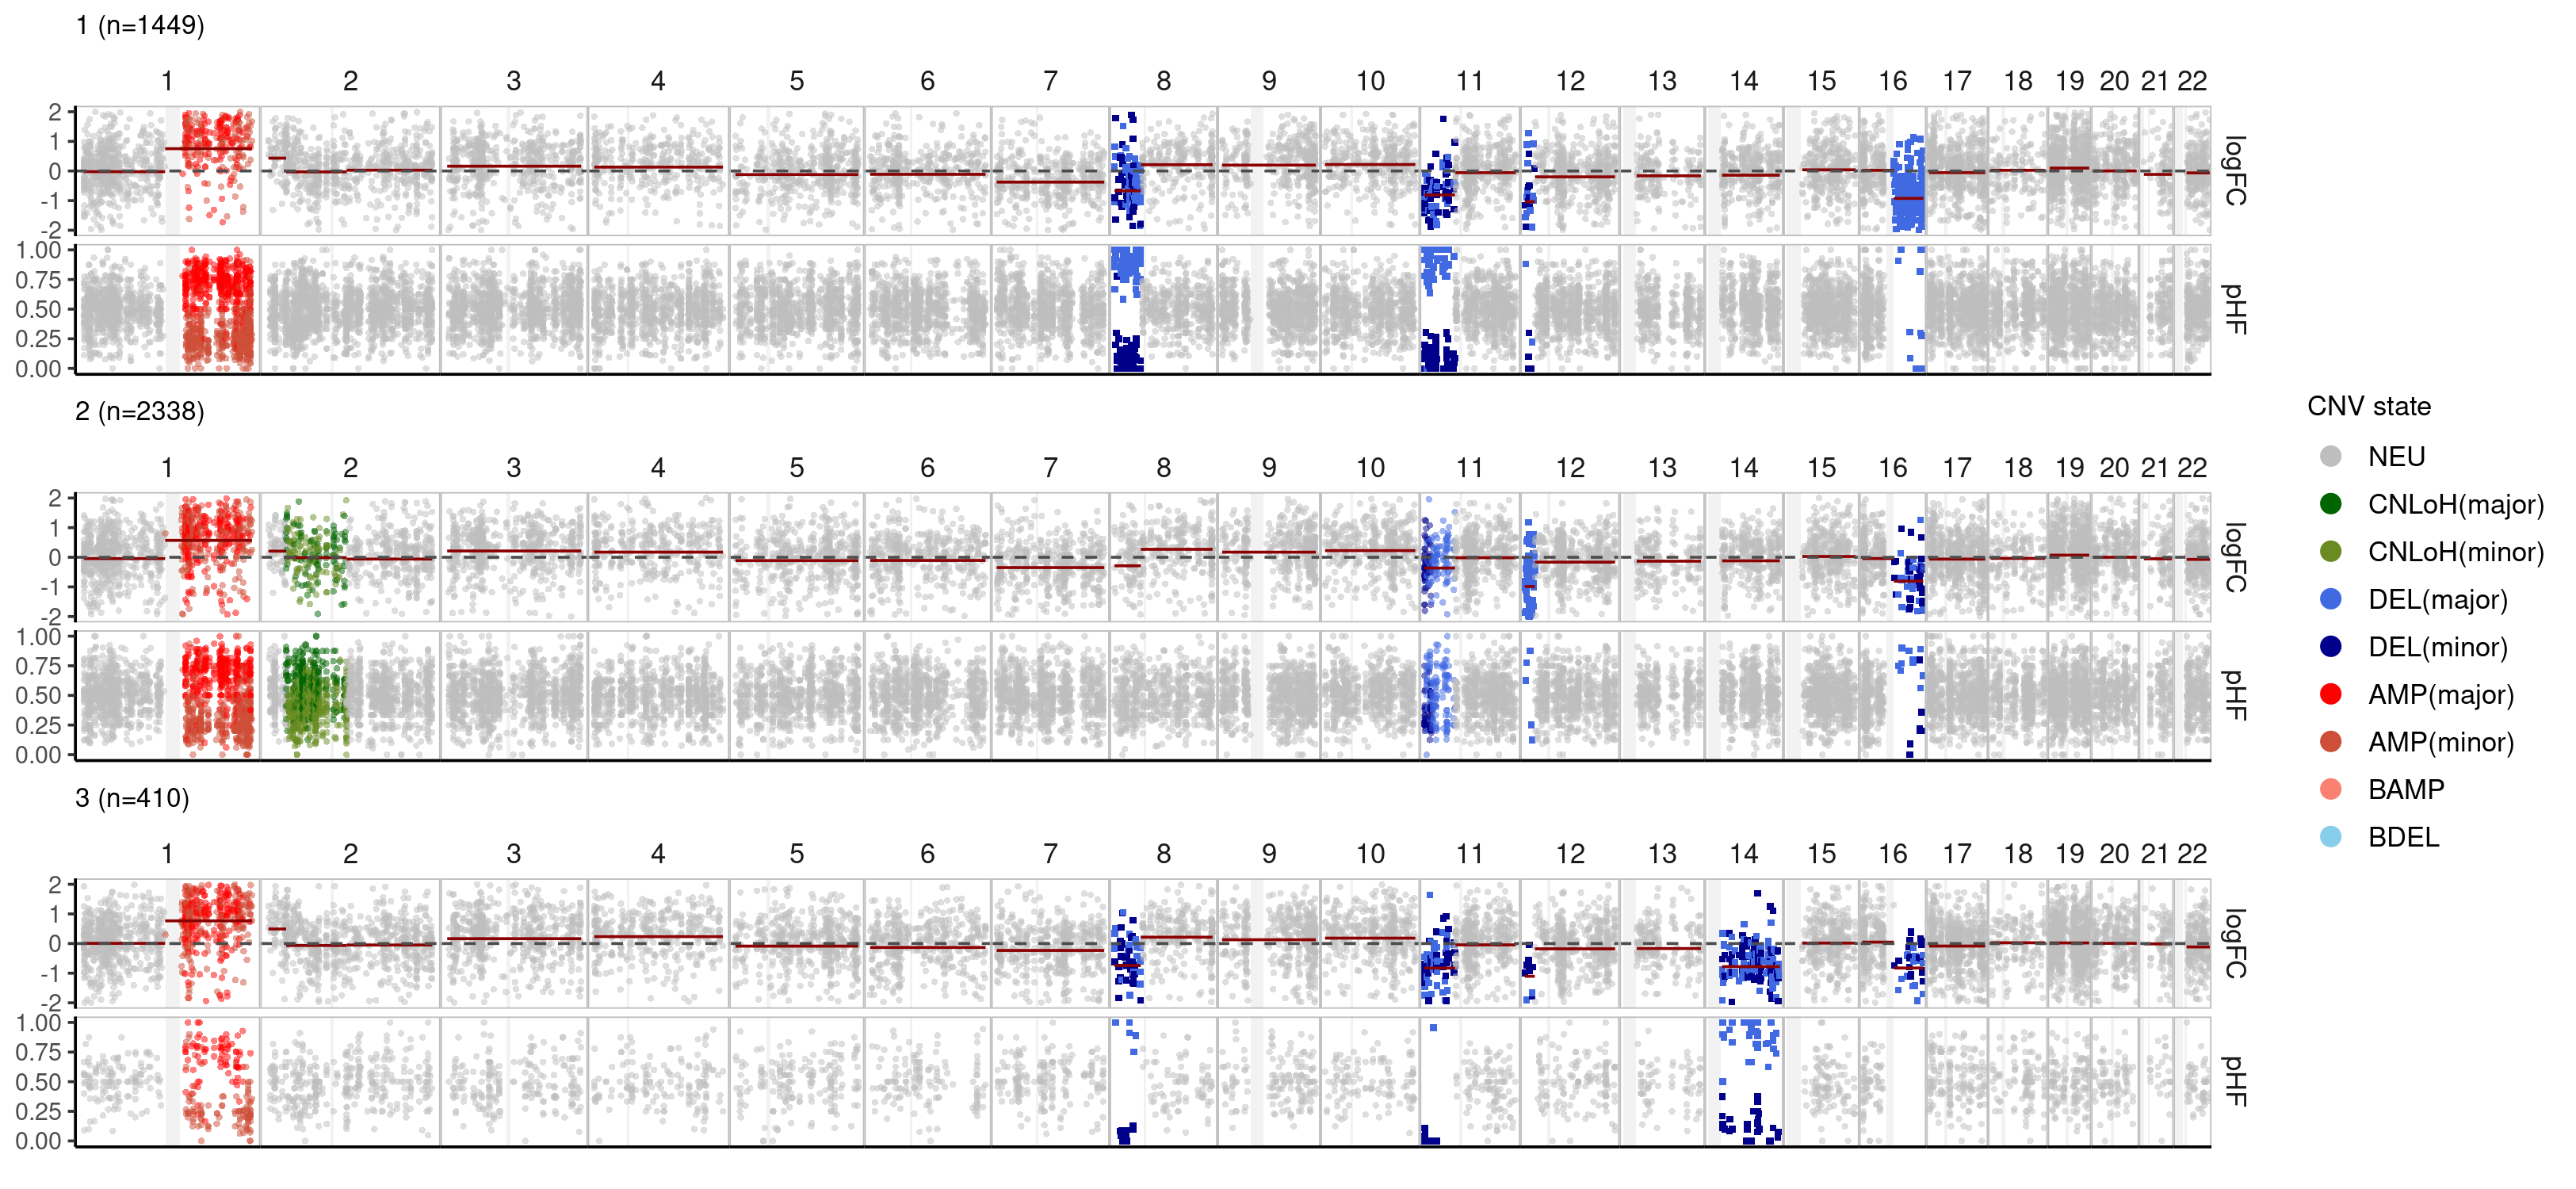 1 (n=1449)
1 2 3 4 5 6 7 8 9 10 11 12 13 14 15 16 17 18 19 20 21 22
2
1
0
-1
-2
logFC
1.00
0.75
0.50
0.25
0.00
pHF
2 (n=2338)
1 2 3 4 5 6 7 8 9 10 11 12 13 14 15 16 17 18 19 20 21 22
2
1
0
-1
-2
logFC
1.00
0.75
0.50
0.25
0.00
pHF
3 (n=410)
1 2 3 4 5 6 7 8 9 10 11 12 13 14 15 16 17 18 19 20 21 22
2
1
0
-1
-2
logFC
1.00
0.75
0.50
0.25
0.00
pHF
CNV state
NEU
CNLoH(major)
CNLoH(minor)
DEL(major)
DEL(minor)
AMP(major)
AMP(minor)
BAMP
BDEL